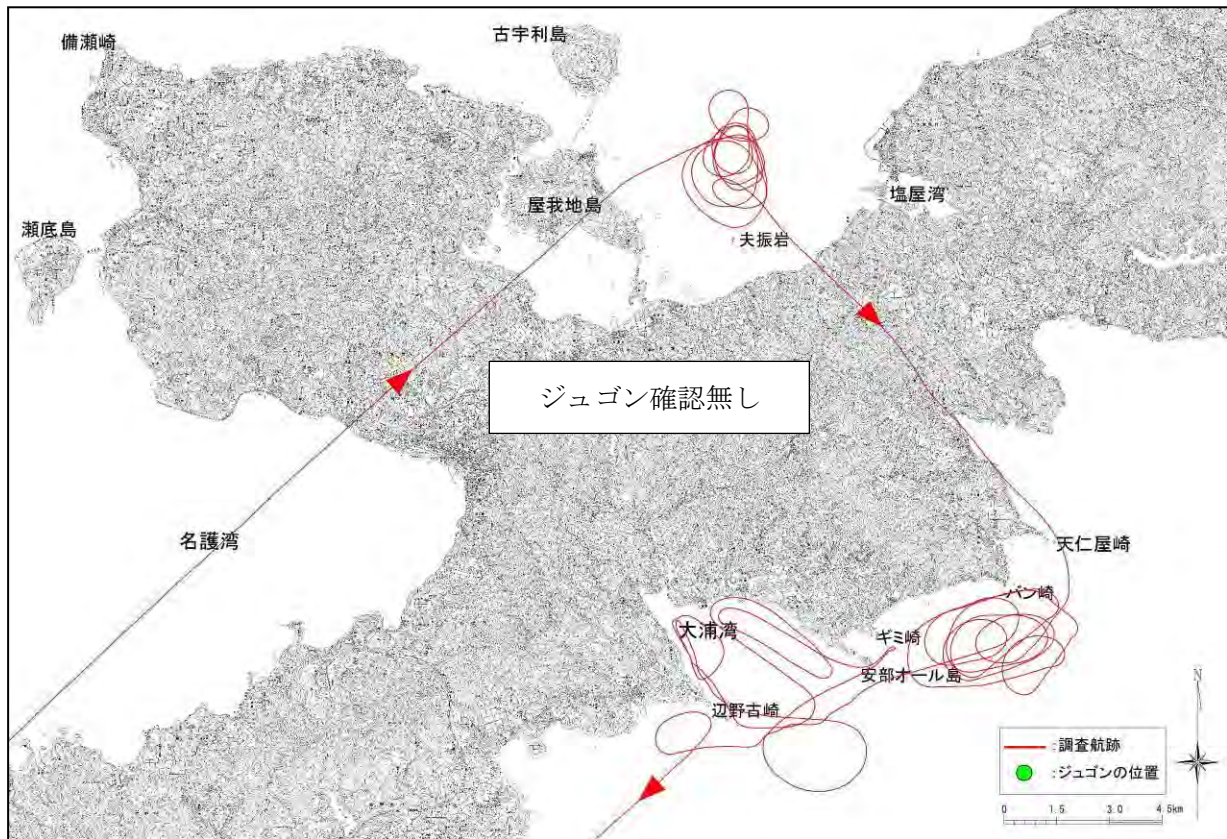 備瀬崎
古宇利島
瀬底島
屋我地島
塩屋湾
夫振岩
ジュゴン確認無し
名護湾
天仁屋崎
バン崎
大浦湾
ギミ崎
安部オール島
辺野古崎
N
:調査航跡
:ジュゴンの位置
0 1.5 3.0 4.5km